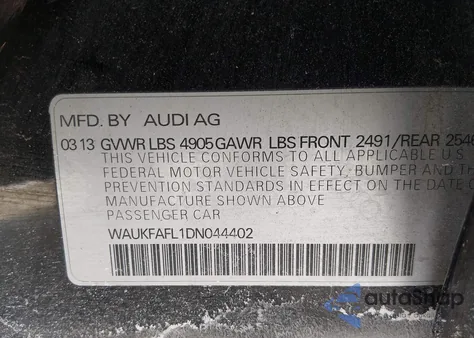 MFD. BY AUDI AG
03 13 GVWR LBS 4905 GAWR LBS FRONT 2491/REAR 2546
THIS VEHICLE CONFORMS TO ALL APPLICABLE U.S.
FEDERAL MOTOR VEHICLE SAFETY, BUMPER AND TH
PREVENTION STANDARDS IN EFFECT ON THE DATE
MANUFACTURE SHOWN ABOVE
PASSENGER CAR
WAUKFAFL1DN044402
autoSnap